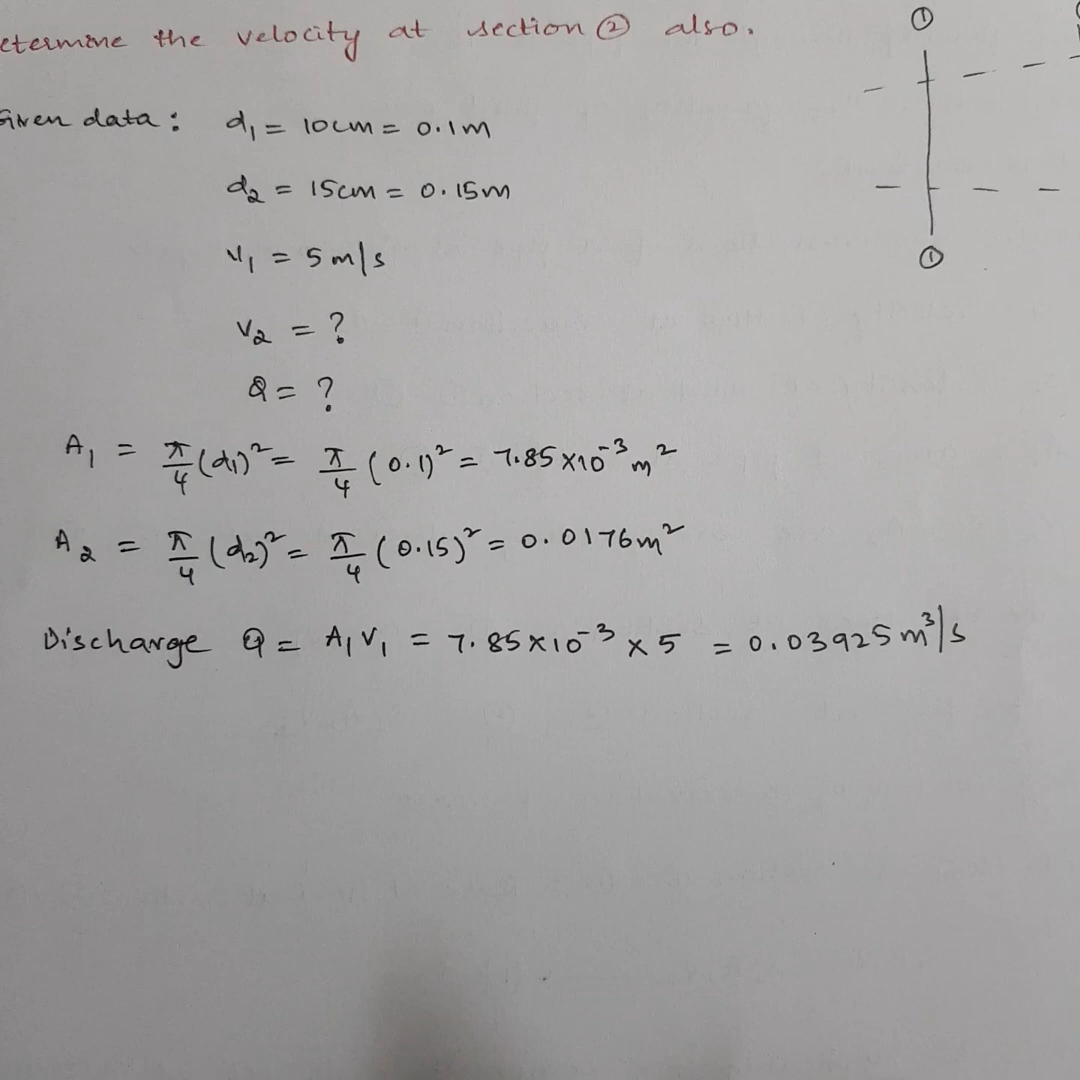 etermine the velocity at section ② also.
①
Given data: d₁ = 10cm = 0.1m
d₂ = 15cm = 0.15m
v₁ = 5 m/s
①
v₂ = ?
Q = ?
A₁ = π/4 (d₁)² = π/4 (0.1)² = 7.85×10⁻³ m²
A₂ = π/4 (d₂)² = π/4 (0.15)² = 0.0176m²
Discharge Q = A₁V₁ = 7.85×10⁻³ × 5 = 0.03925 m³/s